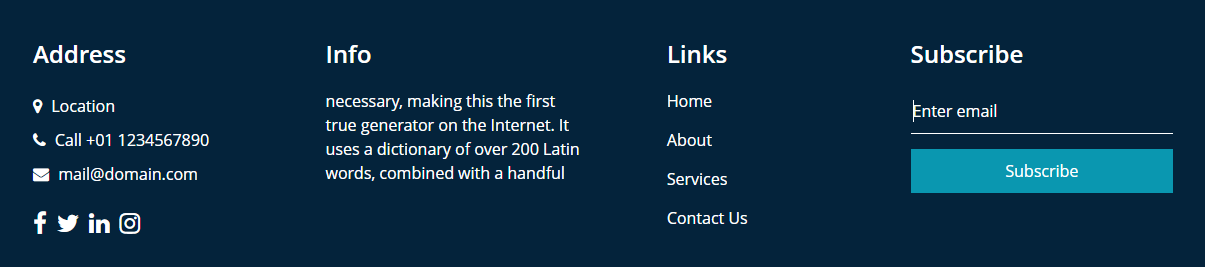 Address
Location
Call +01 1234567890
mail@domain.com
Info
necessary, making this the first
true generator on the Internet. It
uses a dictionary of over 200 Latin
words, combined with a handful
Links
Home
About
Services
Contact Us
Subscribe
Enter email
Subscribe